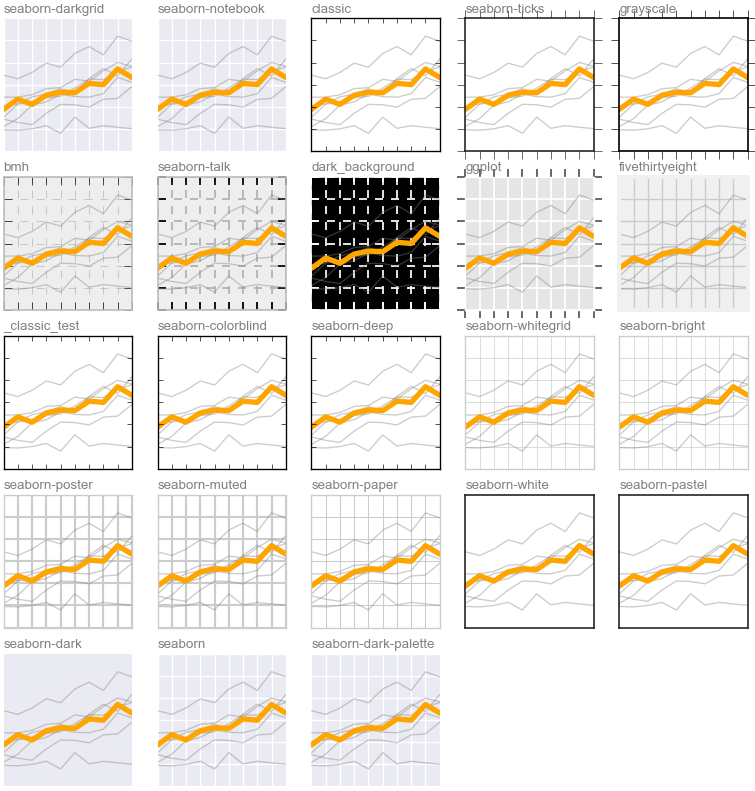 seaborn-darkgrid
seaborn-notebook
classic
seaborn-ticks
grayscale
bmh
seaborn-talk
dark_background
ggplot
fivethirtyeight
_classic_test
seaborn-colorblind
seaborn-deep
seaborn-whitegrid
seaborn-bright
seaborn-poster
seaborn-muted
seaborn-paper
seaborn-white
seaborn-pastel
seaborn-dark
seaborn
seaborn-dark-palette